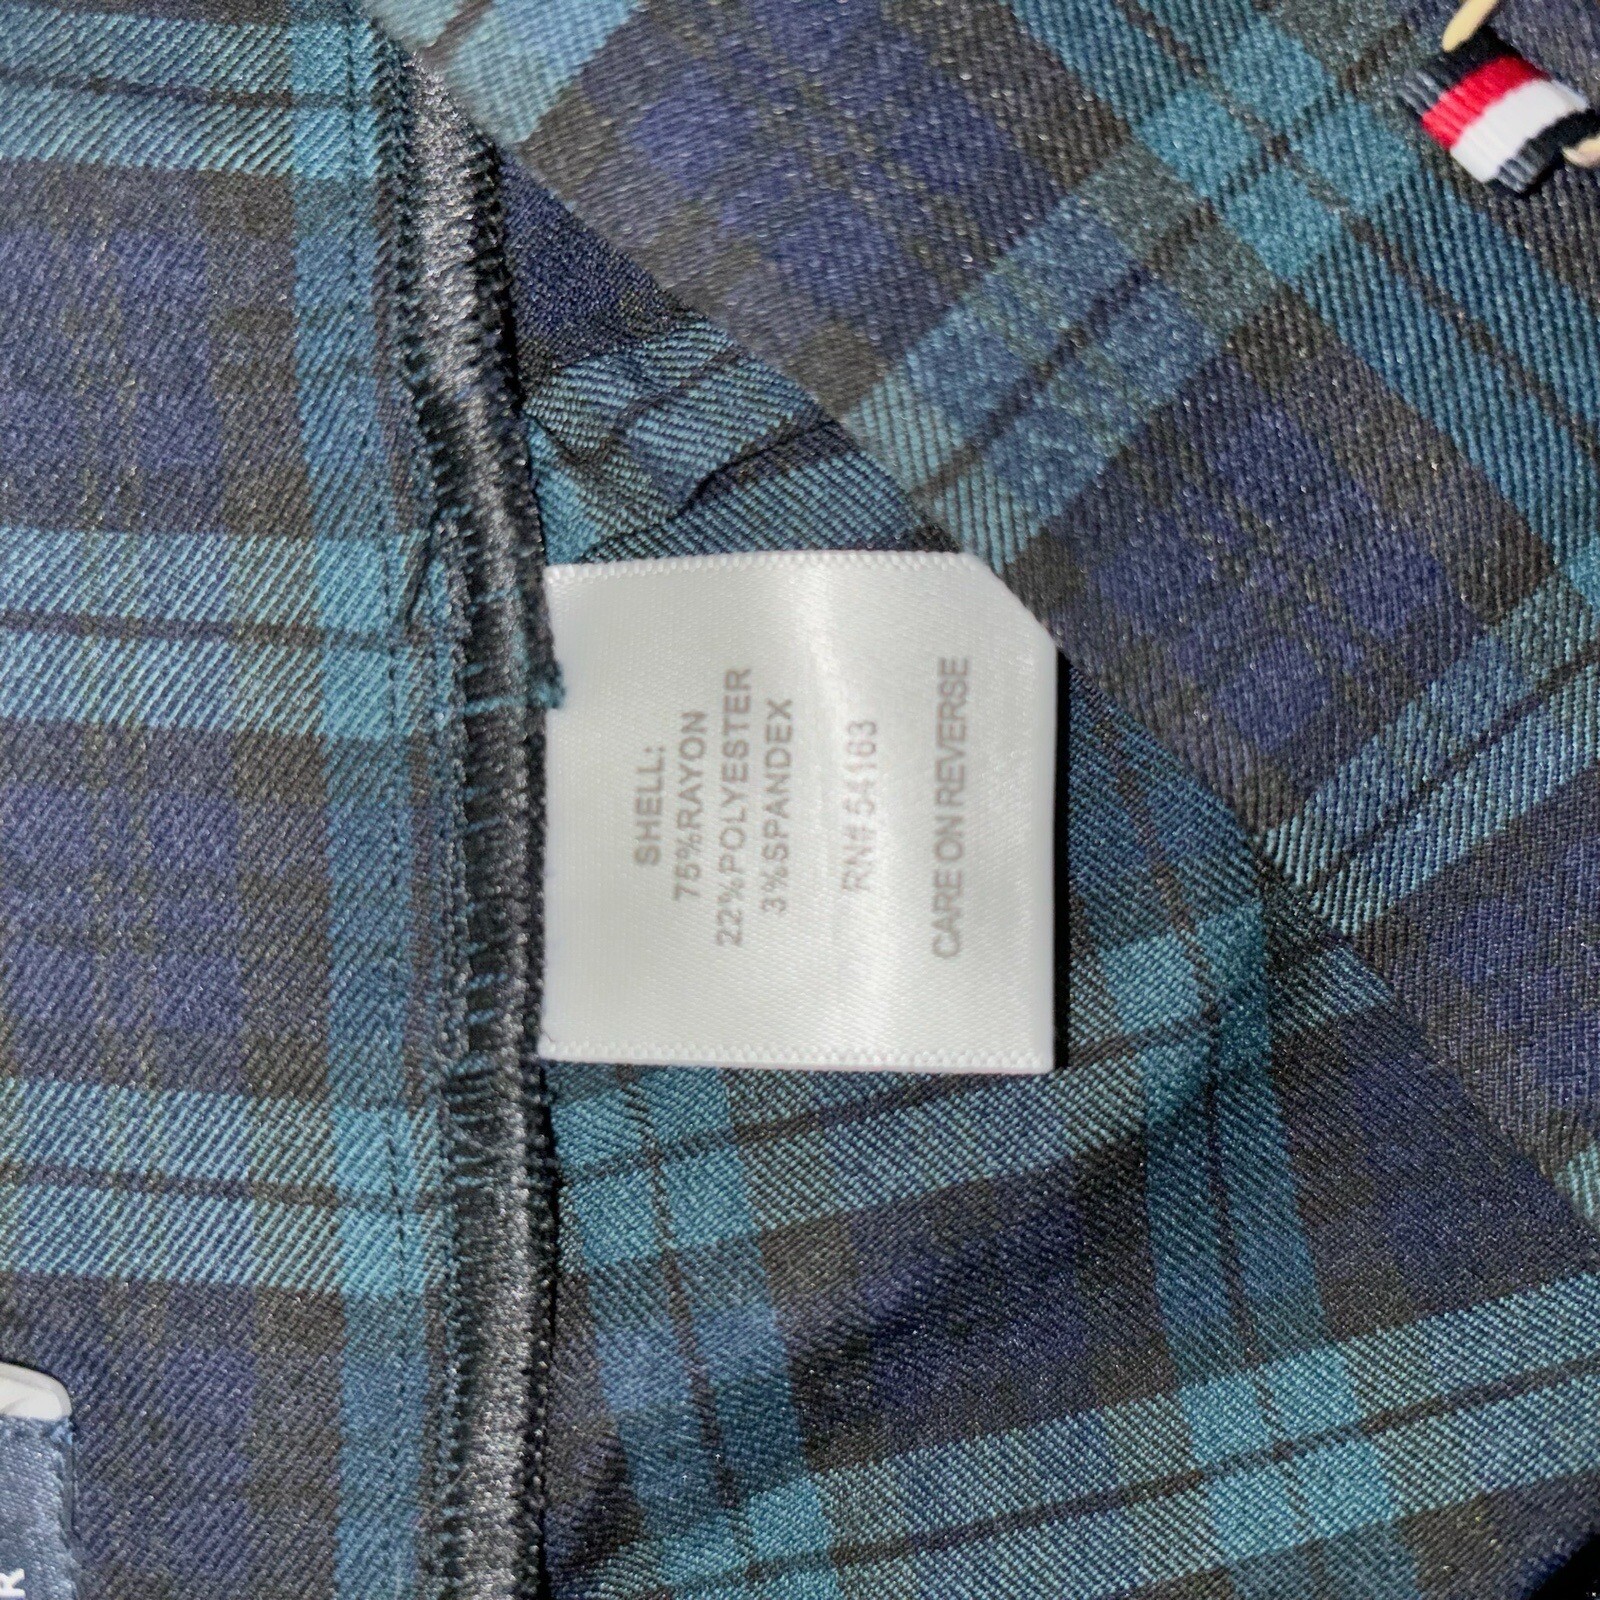 SHELL:
75%RAYON
22%POLYESTER
3%SPANDEX
RN#54163
CARE ON REVERSE
R